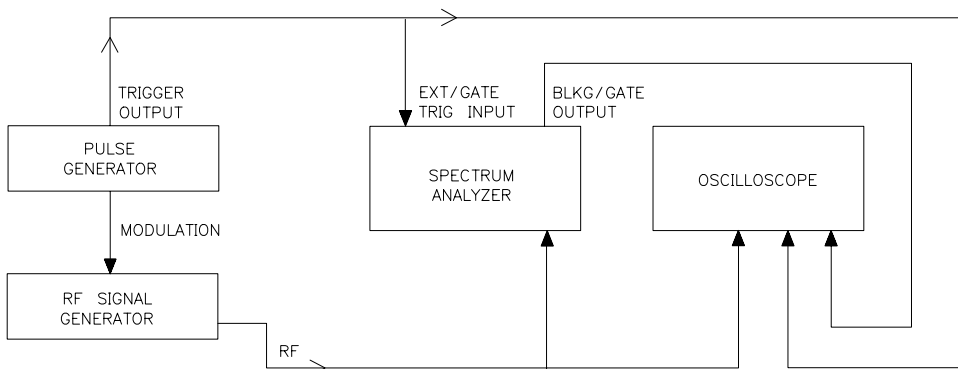 TRIGGER
OUTPUT
EXT/GATE
TRIG INPUT
BLKG/GATE
OUTPUT
PULSE
GENERATOR
SPECTRUM
ANALYZER
OSCILLOSCOPE
MODULATION
RF SIGNAL
GENERATOR
RF